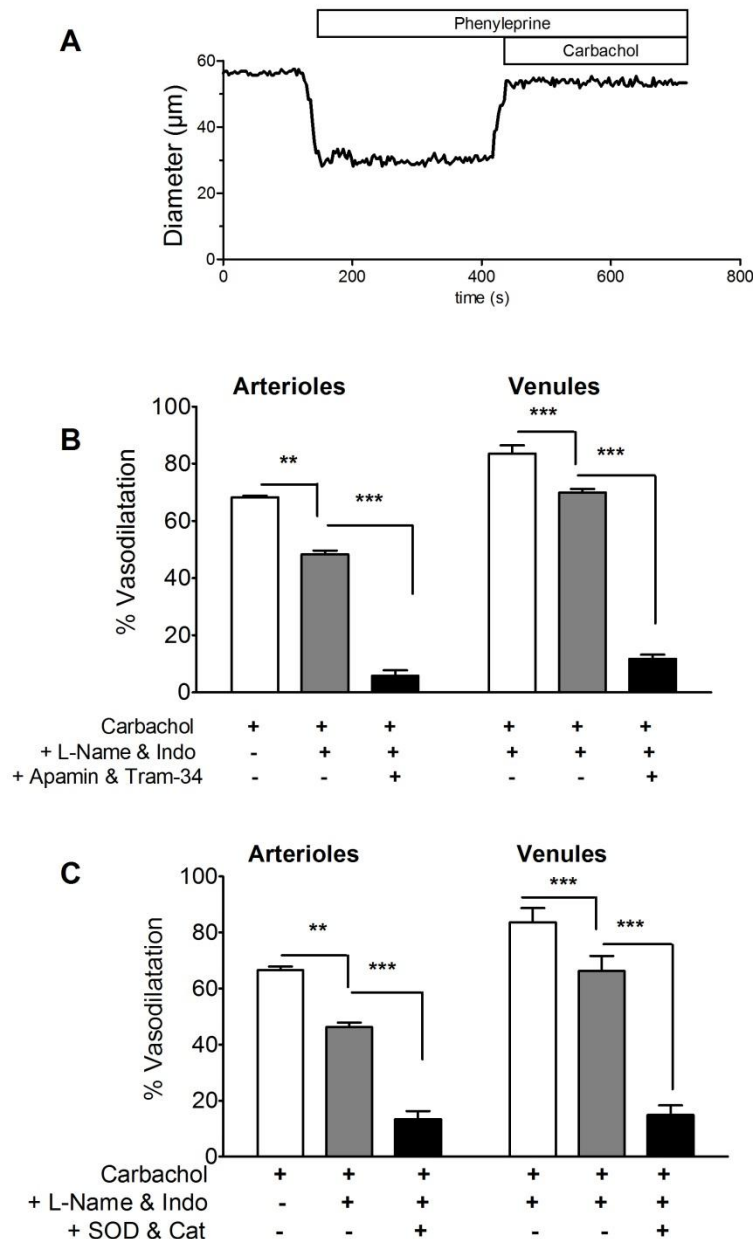 A
Phenyleprine
Carbachol
Diameter (µm)
60
40
20
0
0 200 400 600 800
time (s)
B
Arterioles Venules
% Vasodilatation
100
80
60
40
20
0
** *** *** ***
Carbachol + + + + + +
+ L-Name & Indo - + + + + +
+ Apamin & Tram-34 - - + - - +
C
Arterioles Venules
% Vasodilatation
100
80
60
40
20
0
** *** *** ***
Carbachol + + + + + +
+ L-Name & Indo - + + + + +
+ SOD & Cat - - + - - +